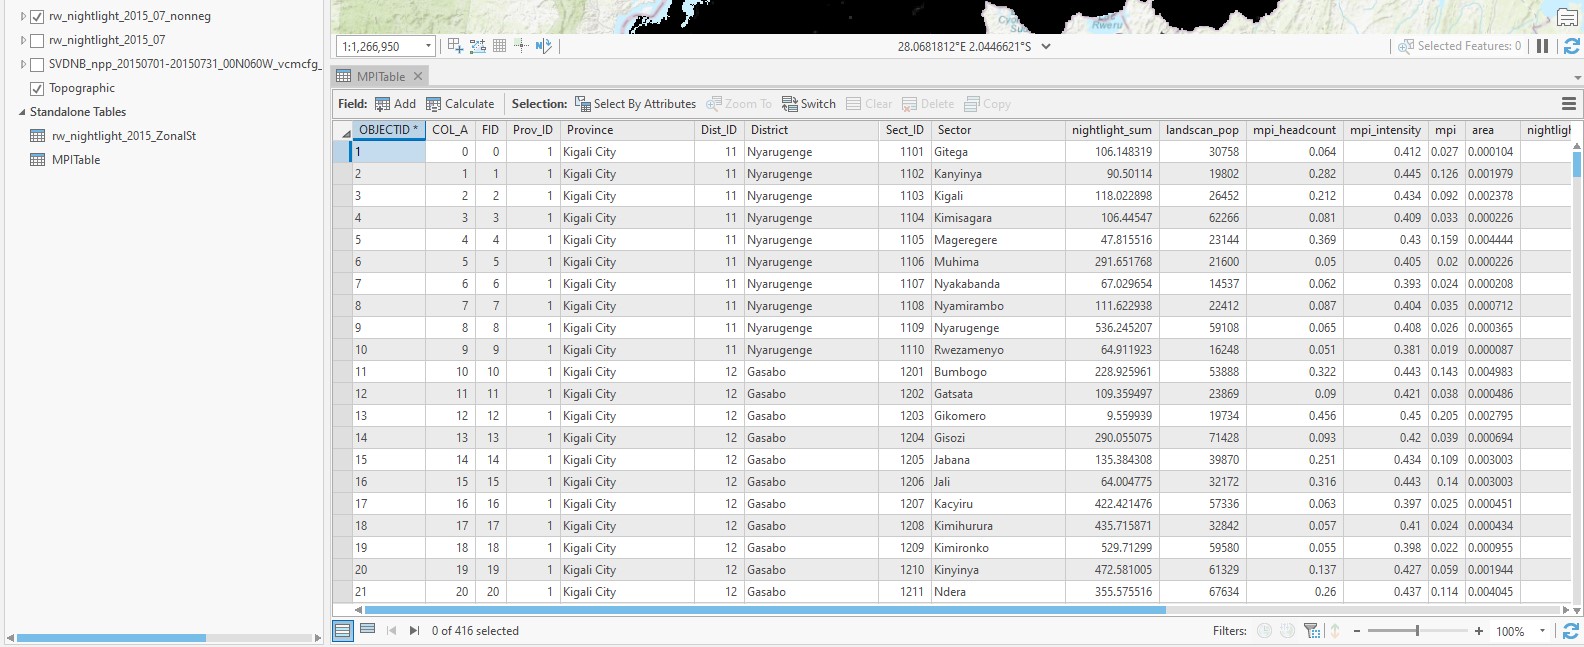 rw_nightlight_2015_07_nonneg
rw_nightlight_2015_07
SVDNB_npp_20150701-20150731_00N060W_vcmcfg_
Topographic
Standalone Tables
rw_nightlight_2015_ZonalSt
MPITable
Rweru
1:1,266,950
28.0681812°E 2.0446621°S
Selected Features: 0
MPITable
Field: Add Calculate Selection: Select By Attributes Zoom To Switch Clear Delete Copy
OBJECTID * COL_A FID Prov_ID Province Dist_ID District Sect_ID Sector nightlight_sum landscan_pop mpi_headcount mpi_intensity mpi area nightligh
1 0 0 1 Kigali City 11 Nyarugenge 1101 Gitega 106.148319 30758 0.064 0.412 0.027 0.000104
2 1 1 1 Kigali City 11 Nyarugenge 1102 Kanyinya 90.50114 19802 0.282 0.445 0.126 0.001979
3 2 2 1 Kigali City 11 Nyarugenge 1103 Kigali 118.022898 26452 0.212 0.434 0.092 0.002378
4 3 3 1 Kigali City 11 Nyarugenge 1104 Kimisagara 106.44547 62266 0.081 0.409 0.033 0.000226
5 4 4 1 Kigali City 11 Nyarugenge 1105 Mageregere 47.815516 23144 0.369 0.43 0.159 0.004444
6 5 5 1 Kigali City 11 Nyarugenge 1106 Muhima 291.651768 21600 0.05 0.405 0.02 0.000226
7 6 6 1 Kigali City 11 Nyarugenge 1107 Nyakabanda 67.029654 14537 0.062 0.393 0.024 0.000208
8 7 7 1 Kigali City 11 Nyarugenge 1108 Nyamirambo 111.622938 22412 0.087 0.404 0.035 0.000712
9 8 8 1 Kigali City 11 Nyarugenge 1109 Nyarugenge 536.245207 59108 0.065 0.408 0.026 0.000365
10 9 9 1 Kigali City 11 Nyarugenge 1110 Rwezamenyo 64.911923 16248 0.051 0.381 0.019 0.000087
11 10 10 1 Kigali City 12 Gasabo 1201 Bumbogo 228.925961 53888 0.322 0.443 0.143 0.004983
12 11 11 1 Kigali City 12 Gasabo 1202 Gatsata 109.359497 23869 0.09 0.421 0.038 0.000486
13 12 12 1 Kigali City 12 Gasabo 1203 Gikomero 9.559939 19734 0.456 0.45 0.205 0.002795
14 13 13 1 Kigali City 12 Gasabo 1204 Gisozi 290.055075 71428 0.093 0.42 0.039 0.000694
15 14 14 1 Kigali City 12 Gasabo 1205 Jabana 135.384308 39870 0.251 0.434 0.109 0.003003
16 15 15 1 Kigali City 12 Gasabo 1206 Jali 64.004775 32172 0.316 0.443 0.14 0.003003
17 16 16 1 Kigali City 12 Gasabo 1207 Kacyiru 422.421476 57336 0.063 0.397 0.025 0.000451
18 17 17 1 Kigali City 12 Gasabo 1208 Kimihurura 435.715871 32842 0.057 0.41 0.024 0.000434
19 18 18 1 Kigali City 12 Gasabo 1209 Kimironko 529.71299 59580 0.055 0.398 0.022 0.000955
20 19 19 1 Kigali City 12 Gasabo 1210 Kinyinya 472.581005 61329 0.137 0.427 0.059 0.001944
21 20 20 1 Kigali City 12 Gasabo 1211 Ndera 355.575516 67634 0.26 0.437 0.114 0.004045
0 of 416 selected
Filters:
100%